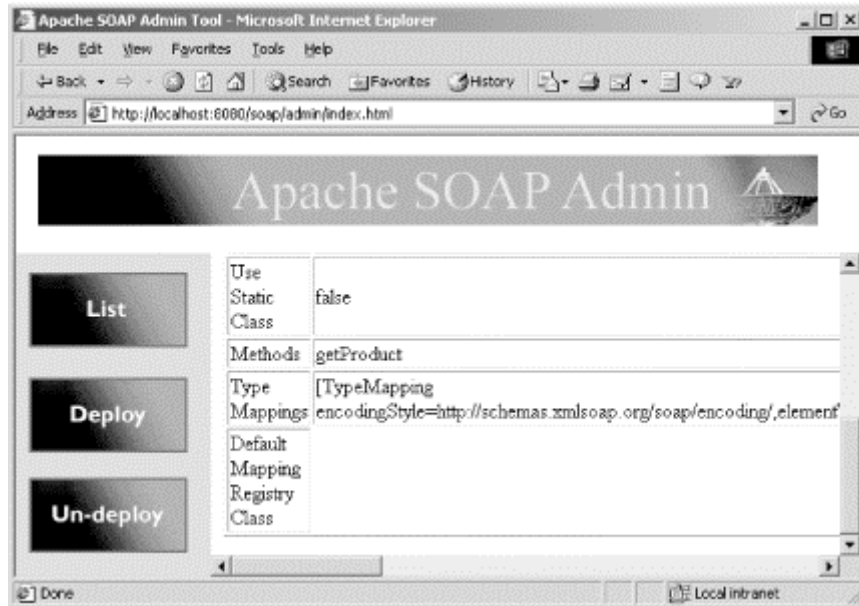 Apache SOAP Admin Tool - Microsoft Internet Explorer
File Edit View Favorites Tools Help
Back Search Favorites History
Address http://localhost:8080/soap/admin/index.html Go
Apache SOAP Admin
List
Deploy
Un-deploy
Use
Static
Class
false
Methods getProduct
Type
Mappings
[TypeMapping
encodingStyle=http://schemas.xmlsoap.org/soap/encoding/,element
Default
Mapping
Registry
Class
Done Local intranet